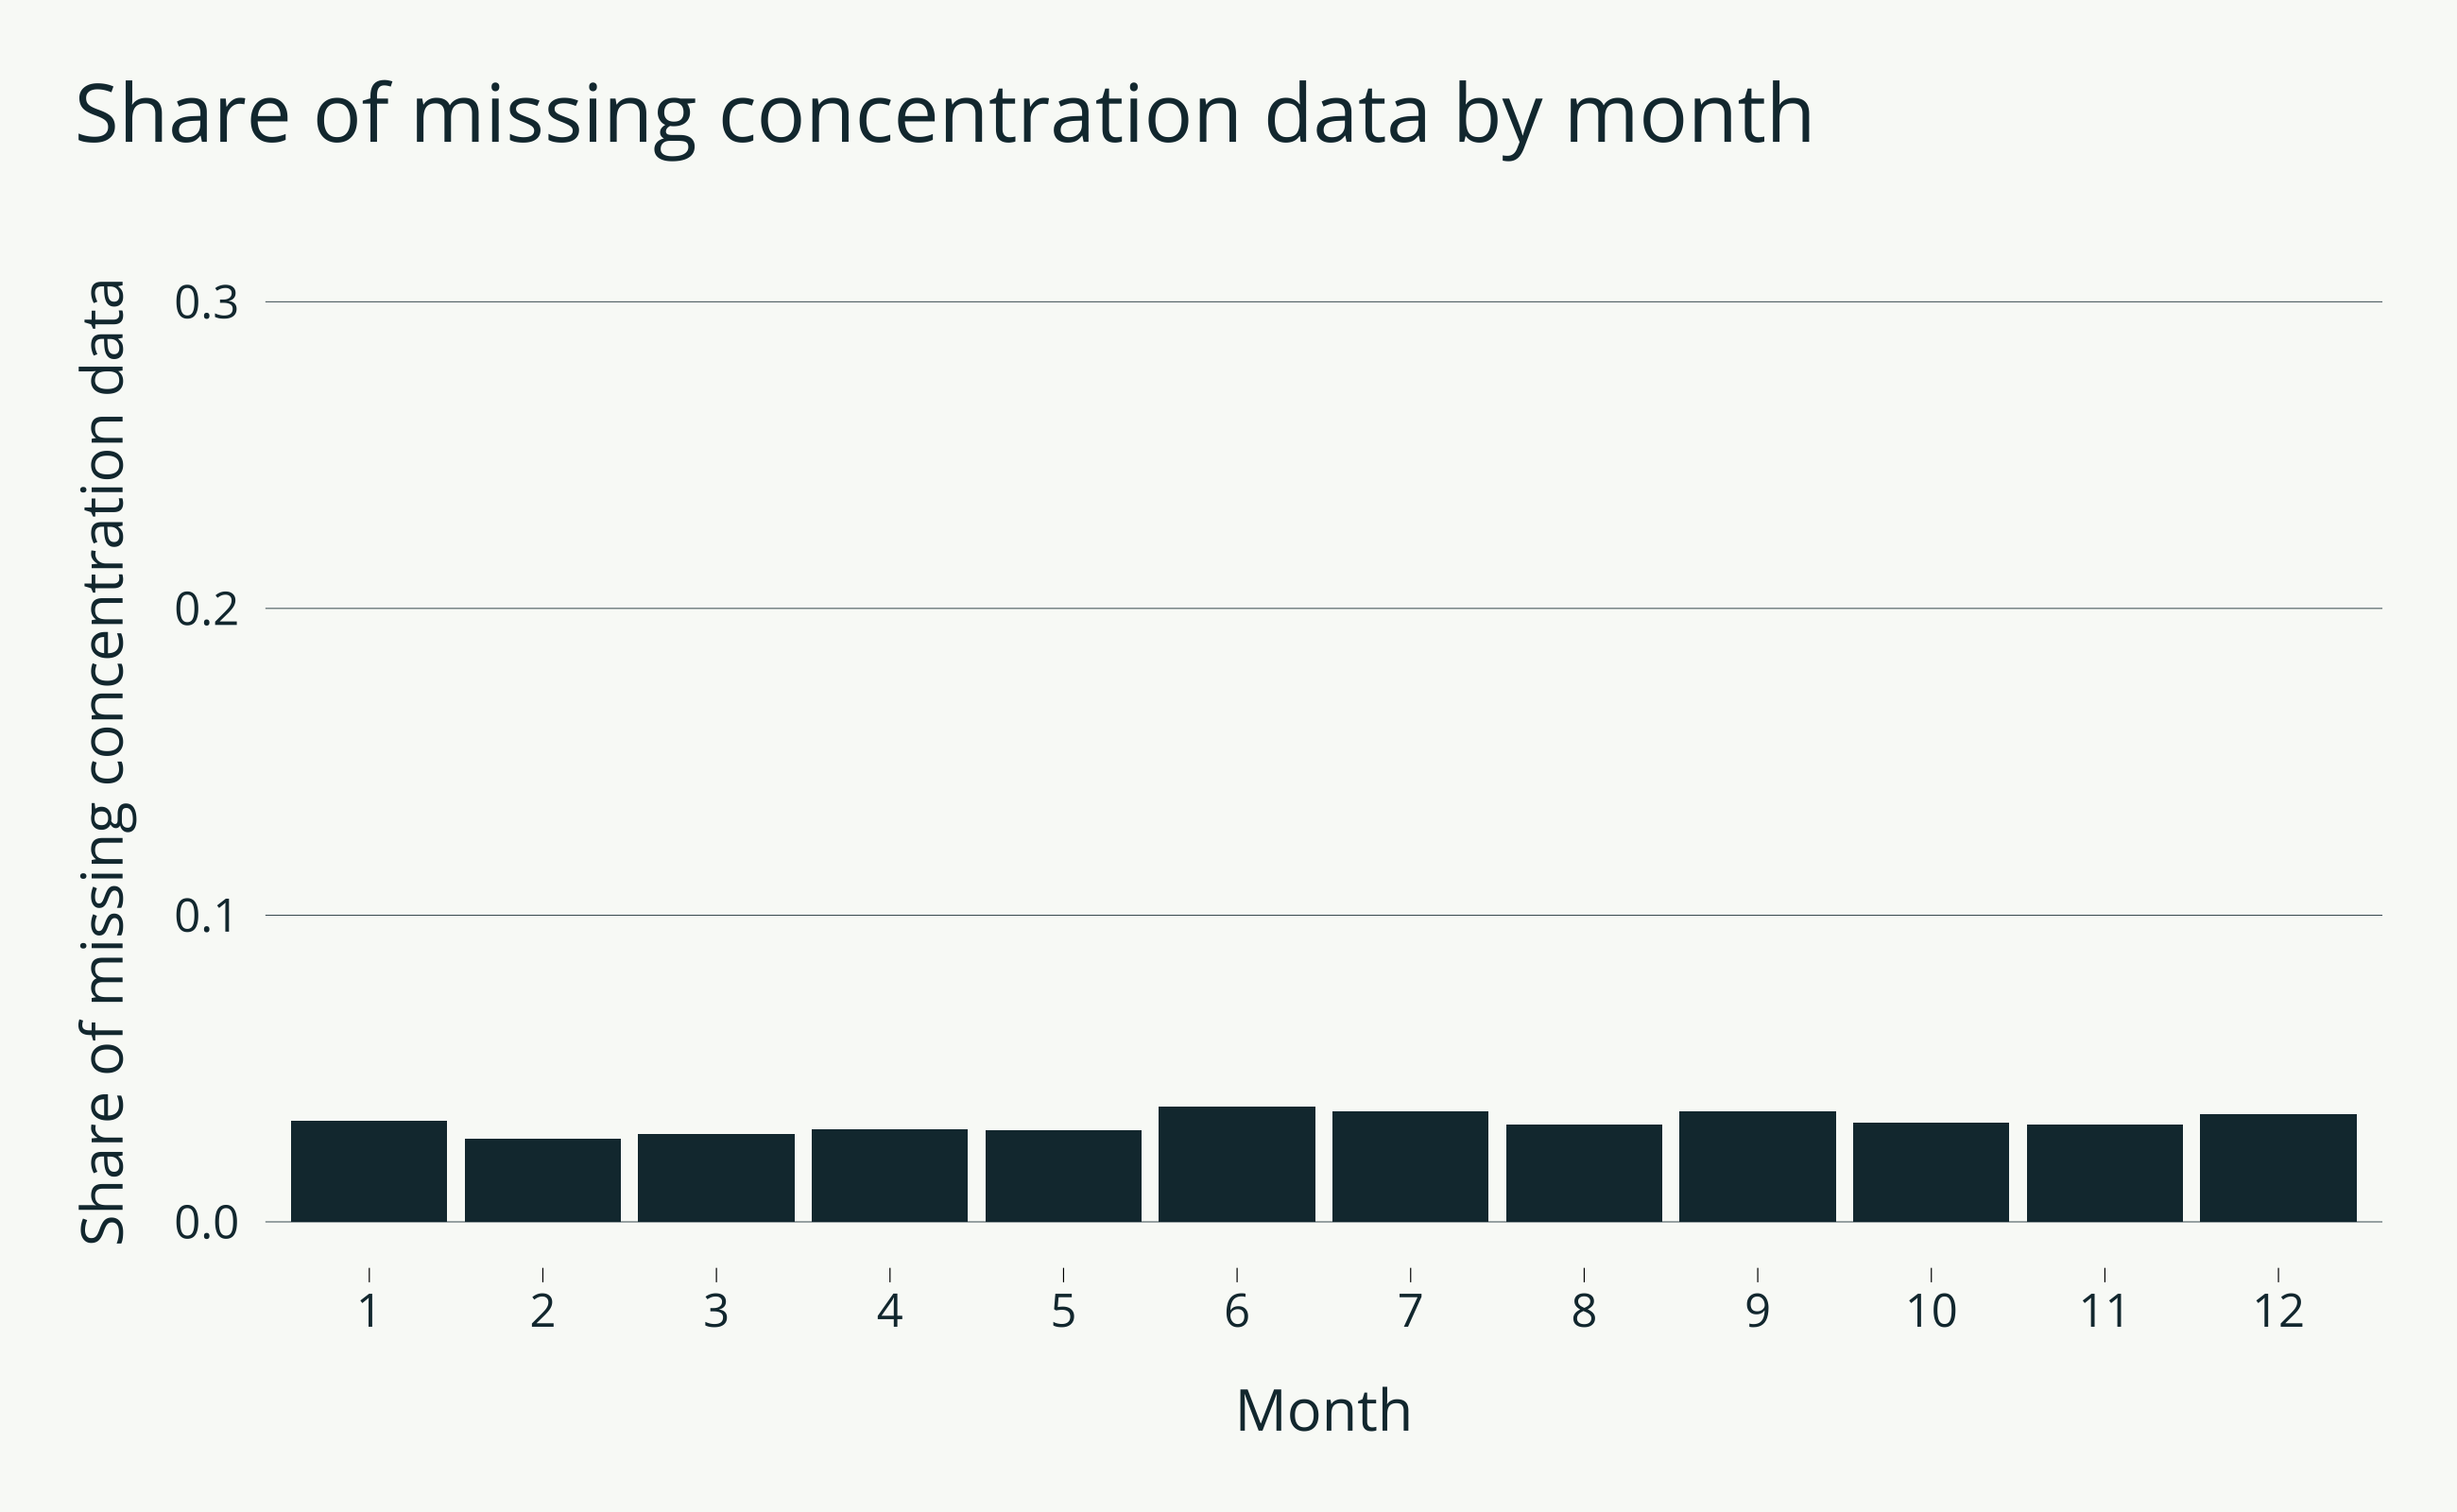 Share of missing concentration data by month
Share of missing concentration data
0.3
0.2
0.1
0.0
1 2 3 4 5 6 7 8 9 10 11 12
Month